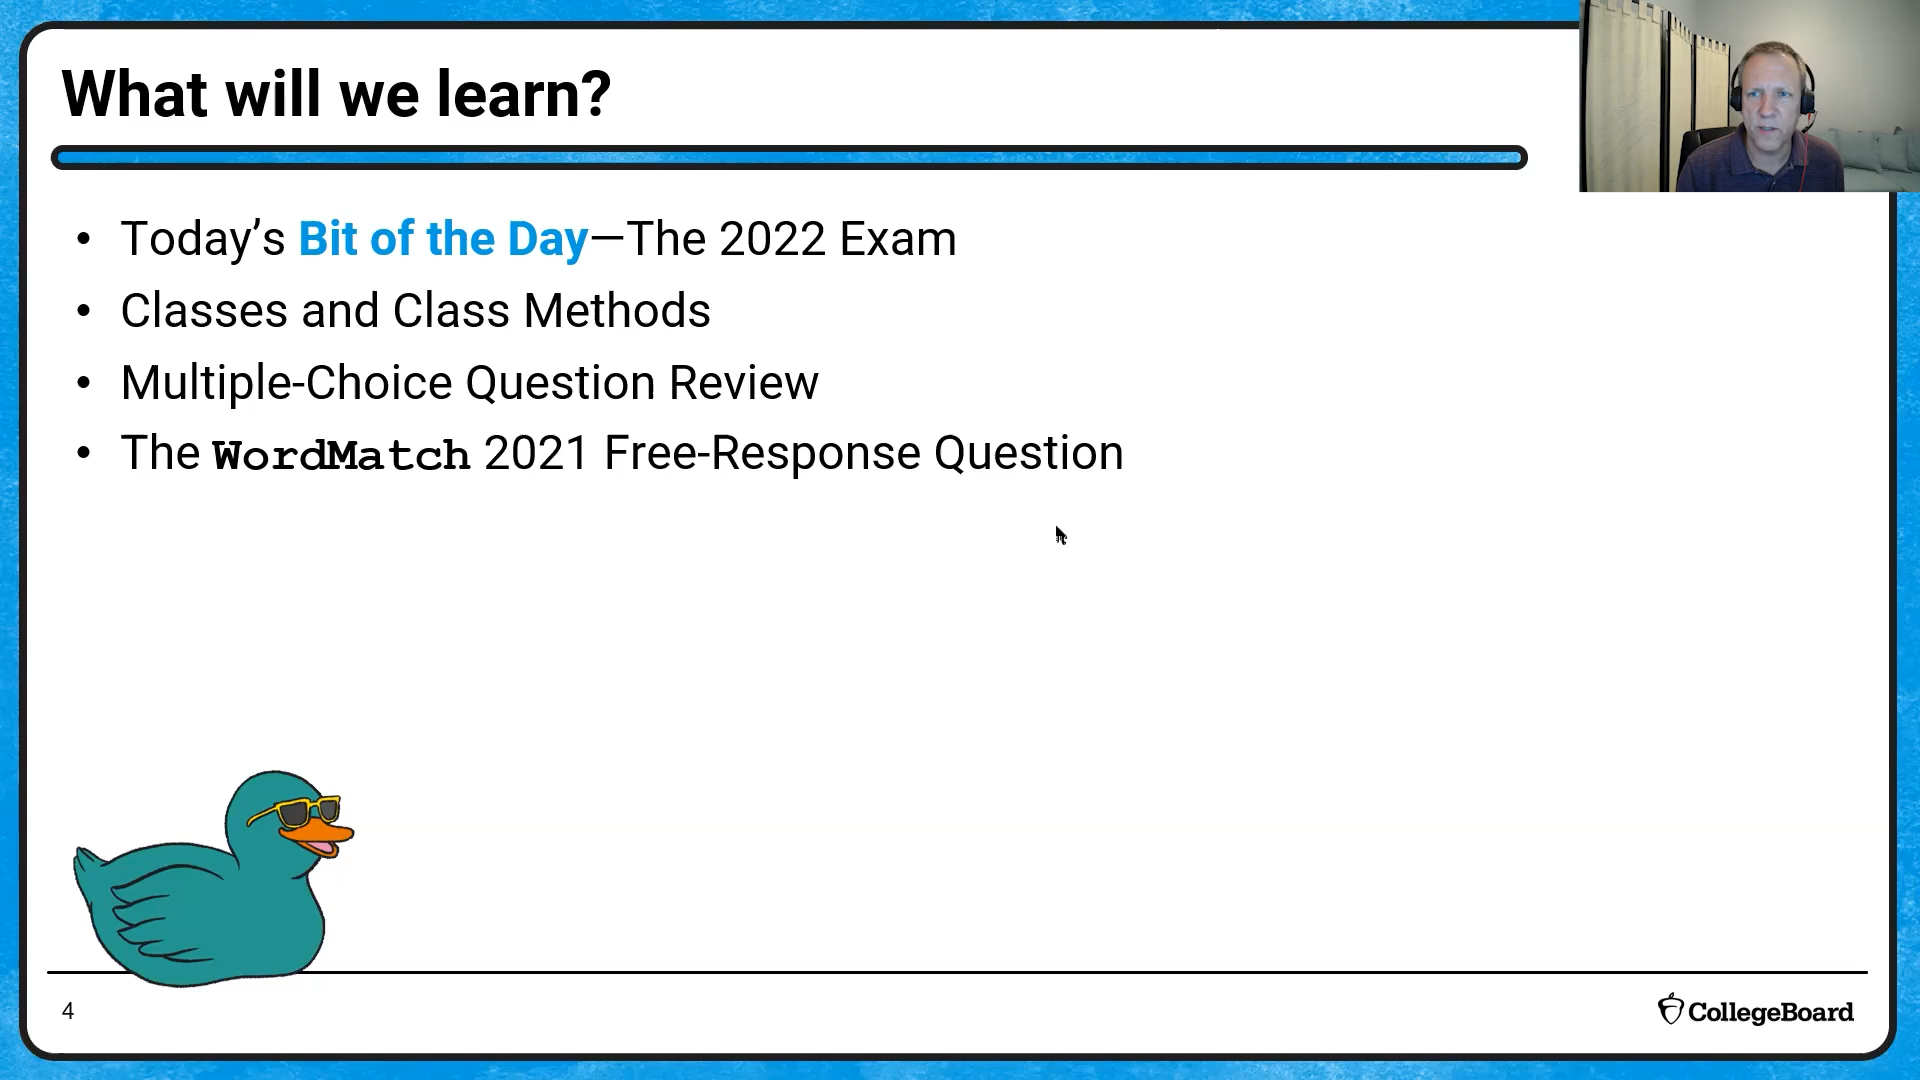 What will we learn?
• Today’s Bit of the Day—The 2022 Exam
• Classes and Class Methods
• Multiple-Choice Question Review
• The WordMatch 2021 Free-Response Question
4
CollegeBoard